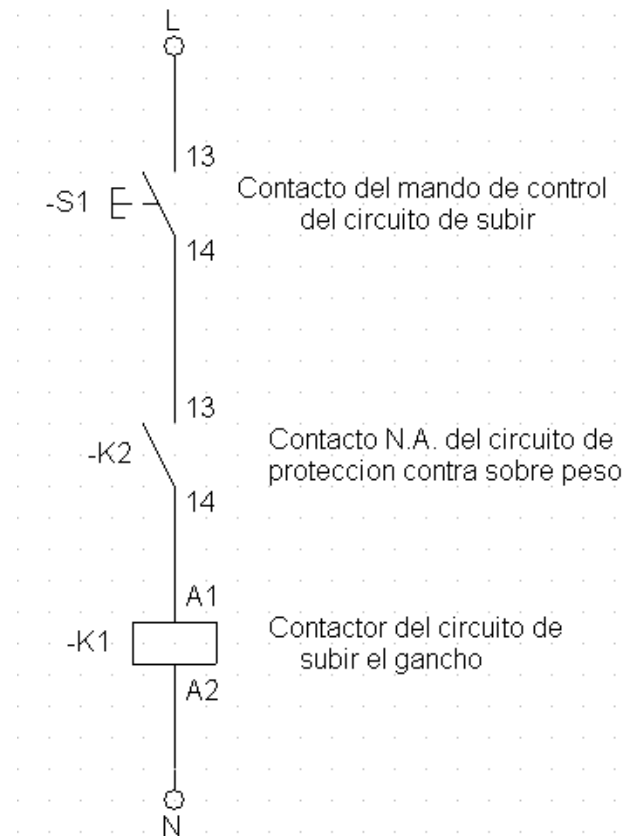 L
13
-S1
Contacto del mando de control
del circuito de subir
14
13
-K2
Contacto N.A. del circuito de
proteccion contra sobre peso
14
A1
-K1
Contactor del circuito de
subir el gancho
A2
N